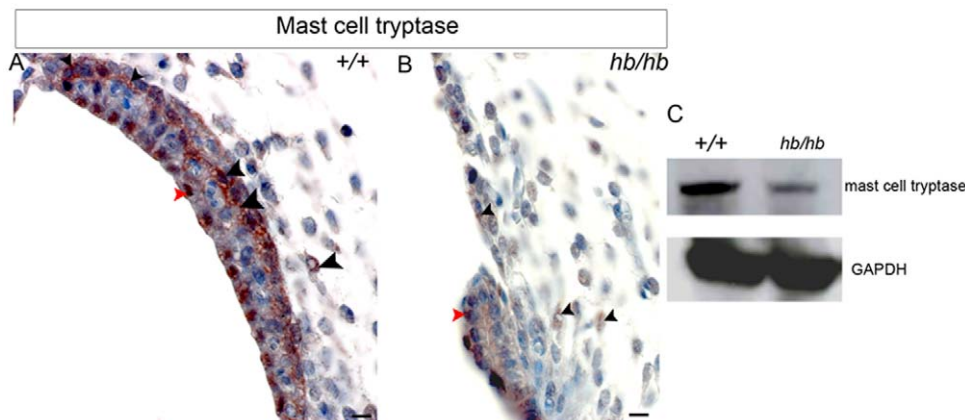 Mast cell tryptase
A
+/+
B
hb/hb
C
+/+ hb/hb
mast cell tryptase
GAPDH